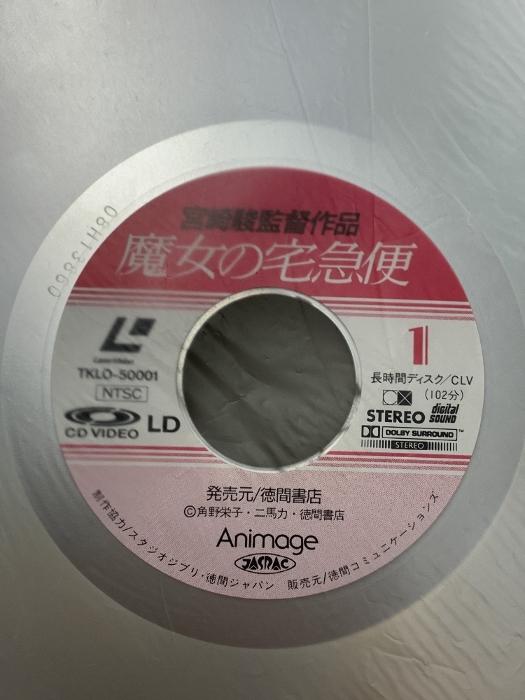 宮崎駿監督作品
魔女の宅急便
08H13860
LaserVision
TKLO-50001
NTSC
CD VIDEO LD
1
長時間ディスク/CLV
(102分)
STEREO digital SOUND
DOLBY SURROUND™
STEREO
発売元/徳間書店
©角野栄子・二馬力・徳間書店
Animage
JASRAC
制作協力/スタジオジブリ・徳間ジャパン 販売元/徳間コミュニケーションズ